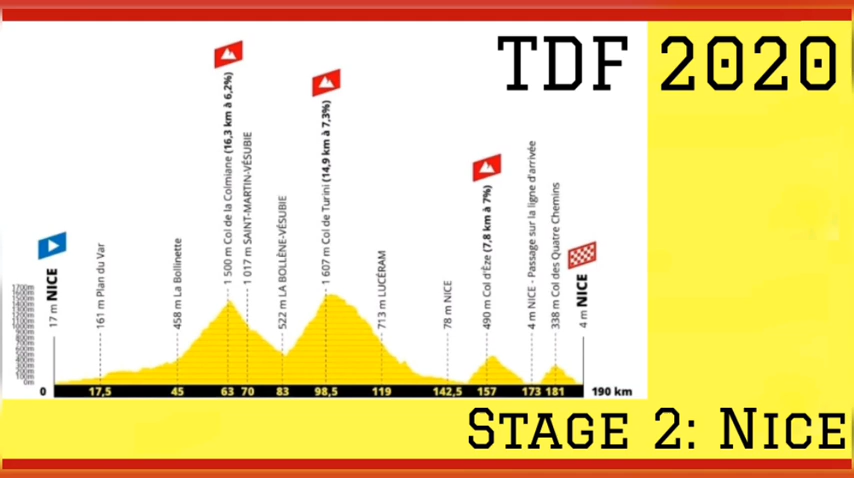 TDF 2020
17 m NICE
161 m Plan du Var
458 m La Bollinette
1 500 m Col de la Colmiane (16,3 km à 6,2%)
1 017 m SAINT-MARTIN-VÉSUBIE
522 m LA BOLLÈNE-VÉSUBIE
1 607 m Col de Turini (14,9 km à 7,3%)
713 m LUCÉRAM
78 m NICE
490 m Col d'Èze (7,8 km à 7%)
4 m NICE - Passage sur la ligne d'arrivée
338 m Col des Quatre Chemins
4 m NICE
0 17,5 45 63 70 83 98,5 119 142,5 157 173 181 190 km
STAGE 2: NICE